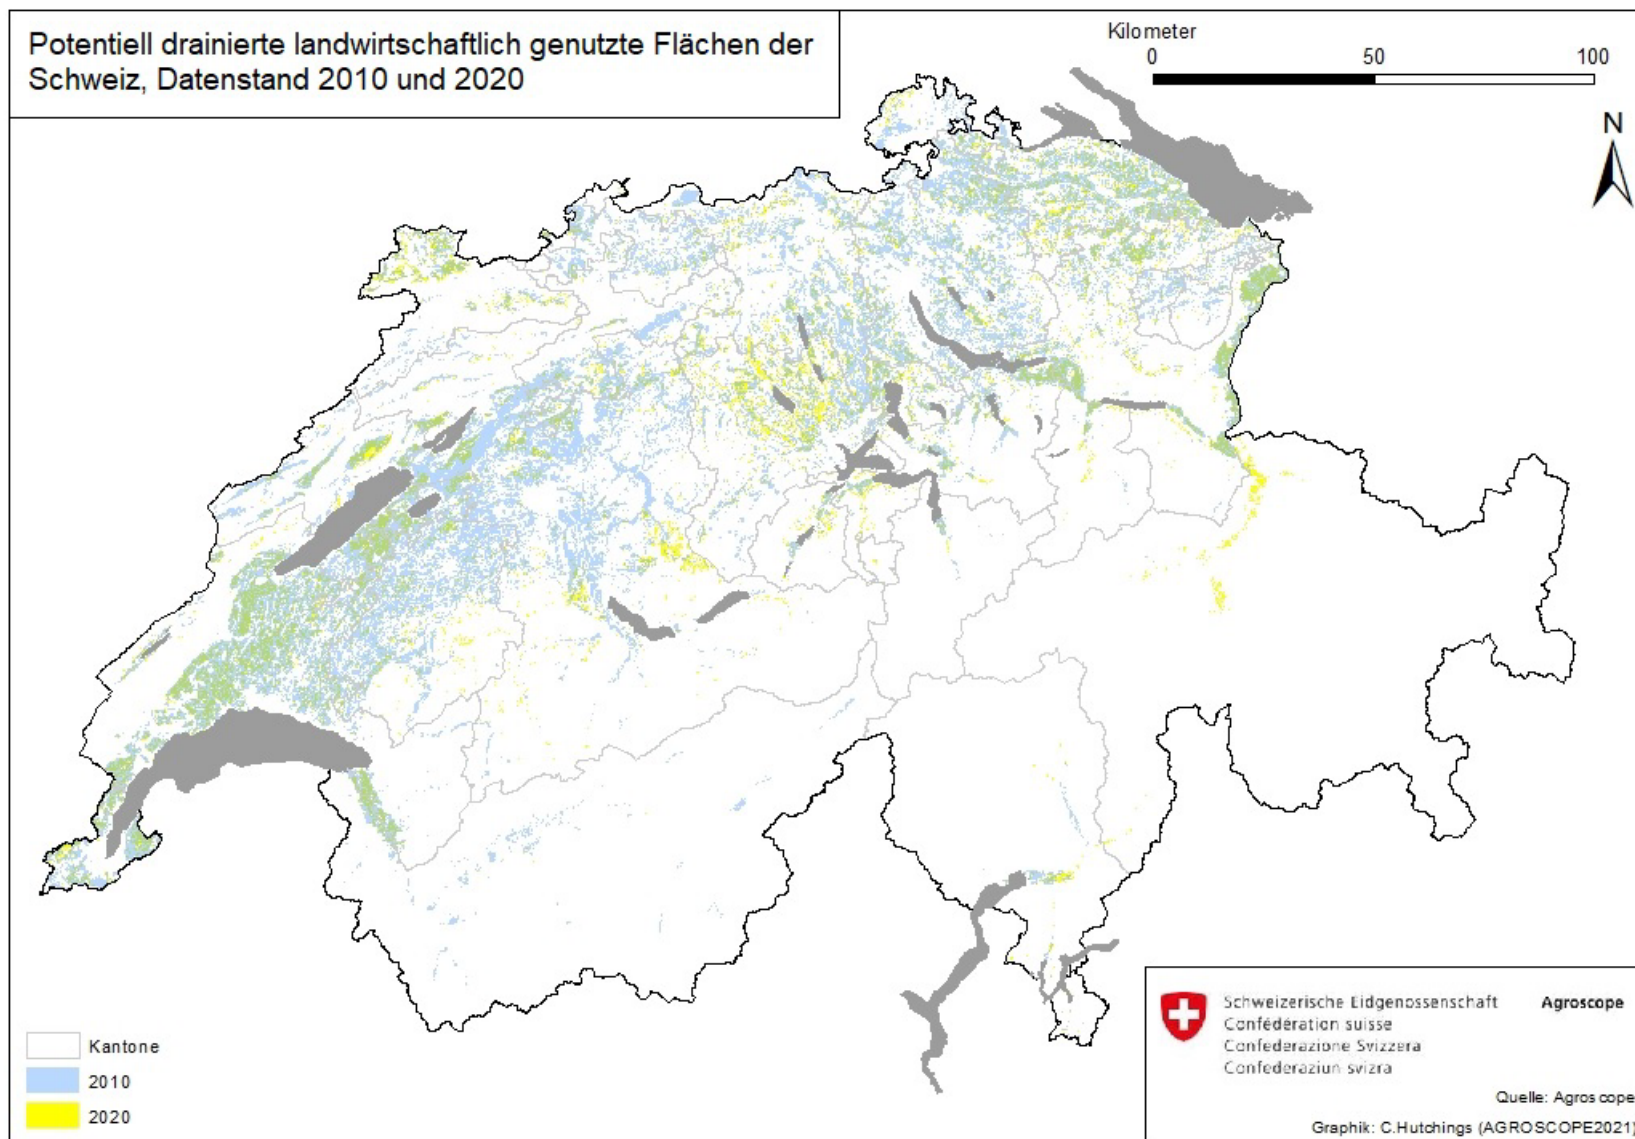 Potentiell drainierte landwirtschaftlich genutzte Flächen der
Schweiz, Datenstand 2010 und 2020
Kilometer
0 50 100
N
Kantone
2010
2020
Schweizerische Eidgenossenschaft
Confédération suisse
Confederazione Svizzera
Confederaziun svizra
Agroscope
Quelle: Agroscope
Graphik: C.Hutchings (AGROSCOPE2021)